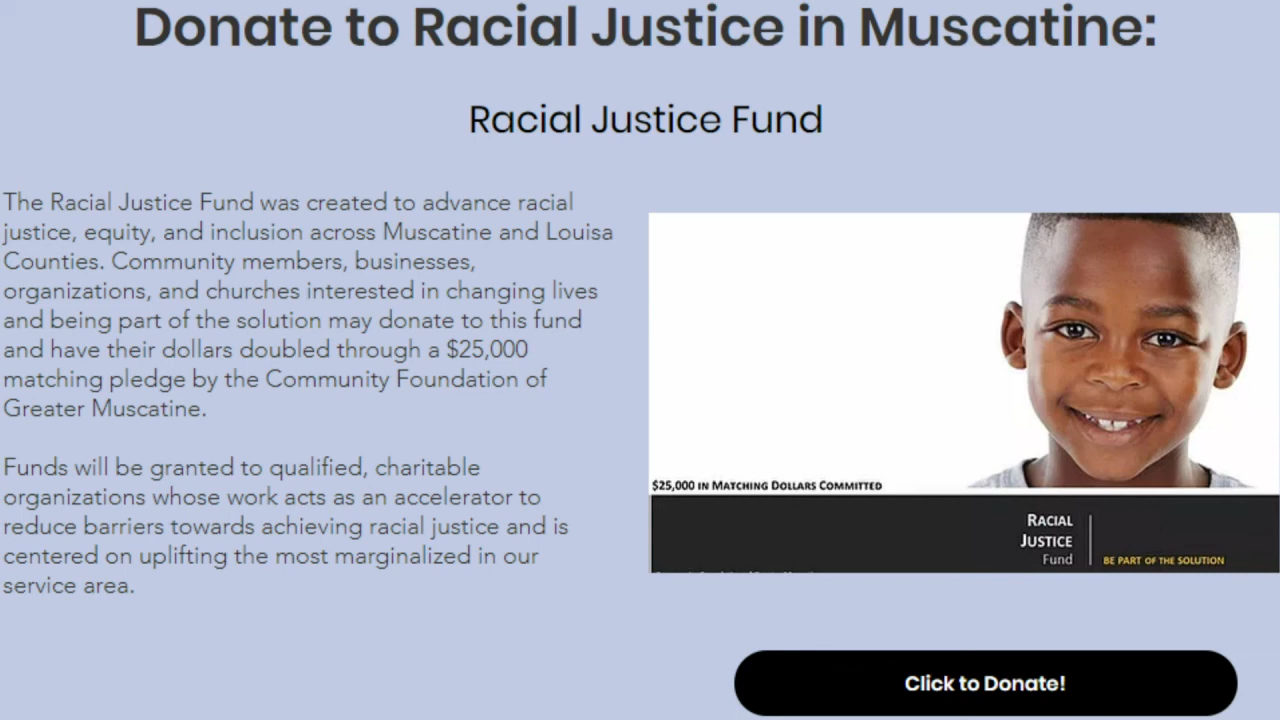 Donate to Racial Justice in Muscatine:
Racial Justice Fund
The Racial Justice Fund was created to advance racial
justice, equity, and inclusion across Muscatine and Louisa
Counties. Community members, businesses,
organizations, and churches interested in changing lives
and being part of the solution may donate to this fund
and have their dollars doubled through a $25,000
matching pledge by the Community Foundation of
Greater Muscatine.
Funds will be granted to qualified, charitable
organizations whose work acts as an accelerator to
reduce barriers towards achieving racial justice and is
centered on uplifting the most marginalized in our
service area.
$25,000 IN MATCHING DOLLARS COMMITTED
RACIAL
JUSTICE
Fund
BE PART OF THE SOLUTION
Click to Donate!